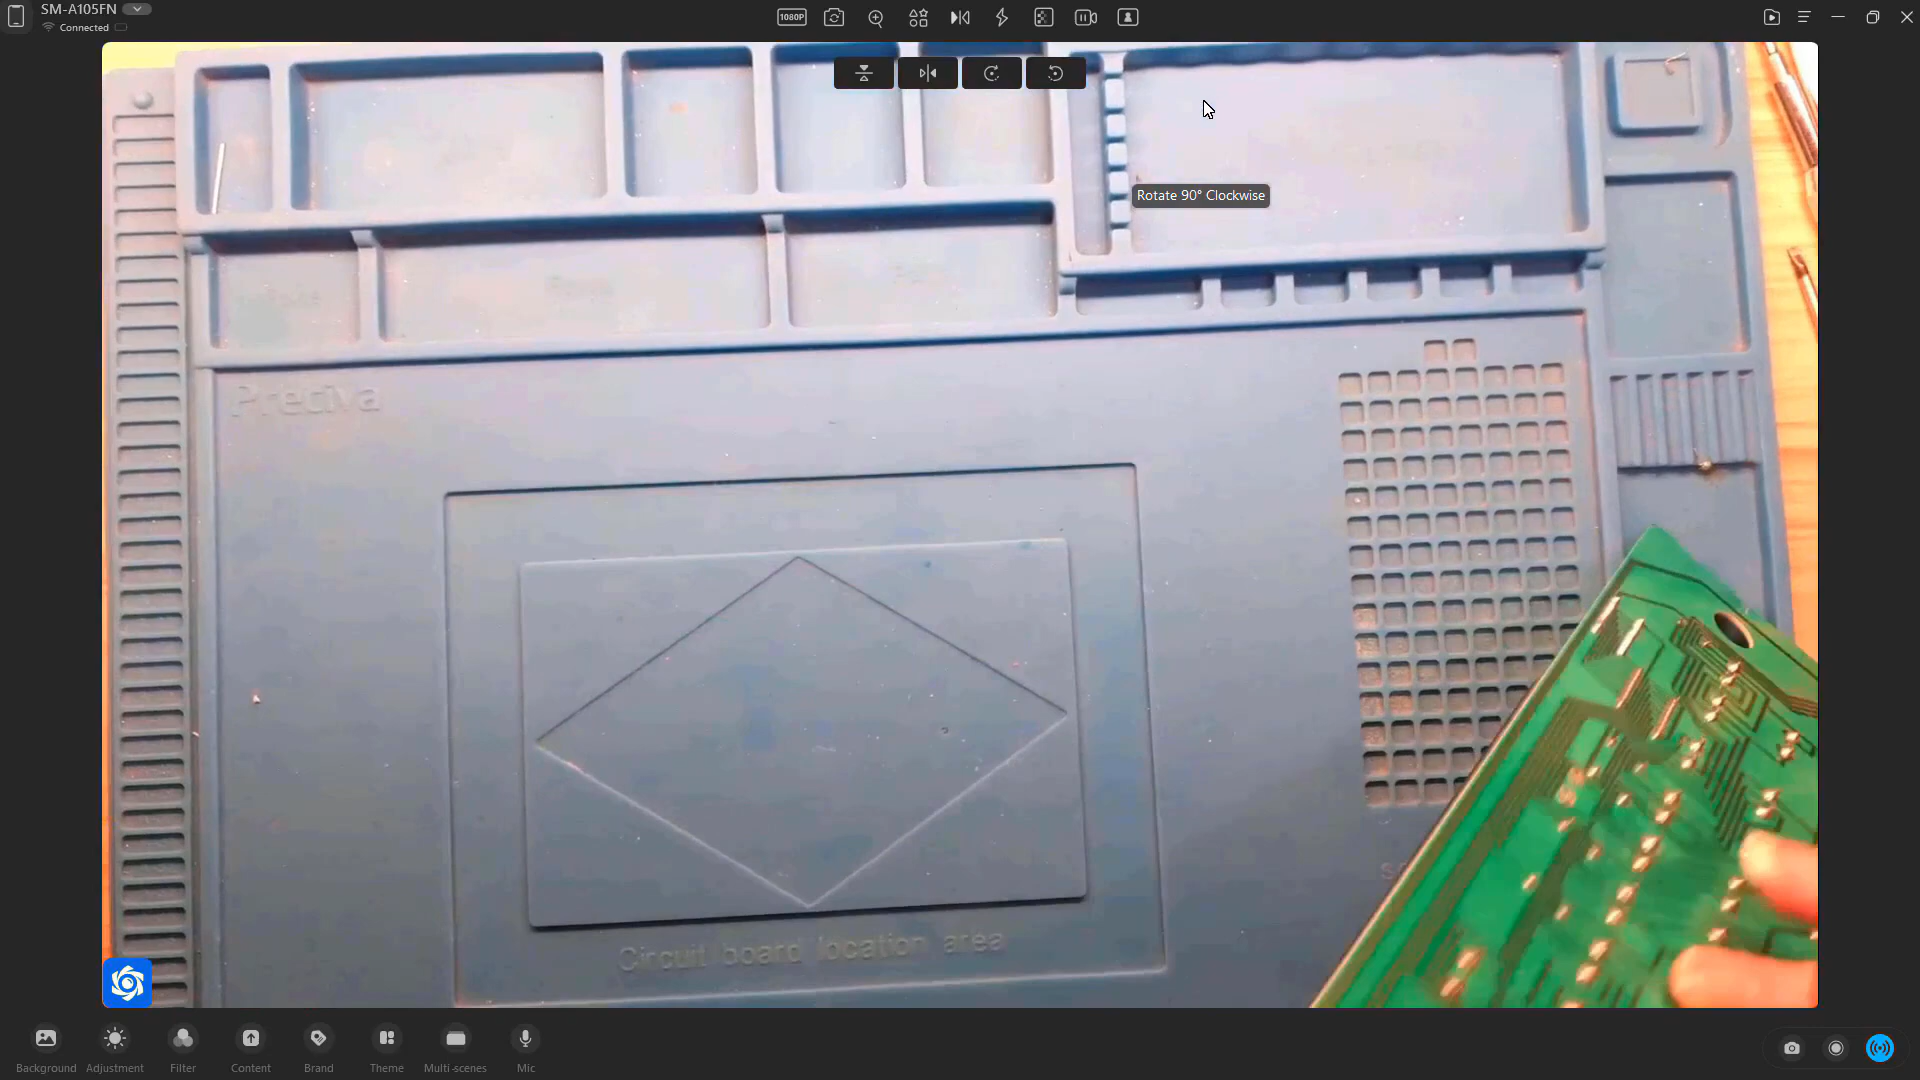 SM-A105FN
Connected
1080P
Rotate 90° Clockwise
Preciva
Circuit board location area
Background
Adjustment
Filter
Content
Brand
Theme
Multi-scenes
Mic